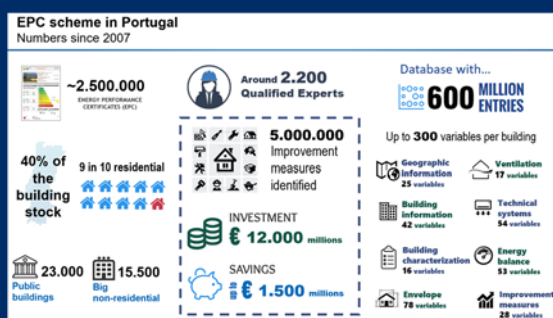 EPC scheme in Portugal
Numbers since 2007
~2.500.000
ENERGY PERFORMANCE
CERTIFICATES (EPC)
40% of
the
building
stock
9 in 10 residential
23.000
Public
buildings
15.500
Big
non-residential
Around 2.200
Qualified Experts
5.000.000
Improvement
measures
identified
INVESTMENT
€ 12.000 millions
SAVINGS
€ 1.500 millions
Database with...
600 MILLION
ENTRIES
Up to 300 variables per building
Geographic
information
25 variables
Ventilation
17 variables
Building
information
42 variables
Technical
systems
54 variables
Building
characterization
16 variables
Energy
balance
53 variables
Envelope
78 variables
Improvement
measures
28 variables